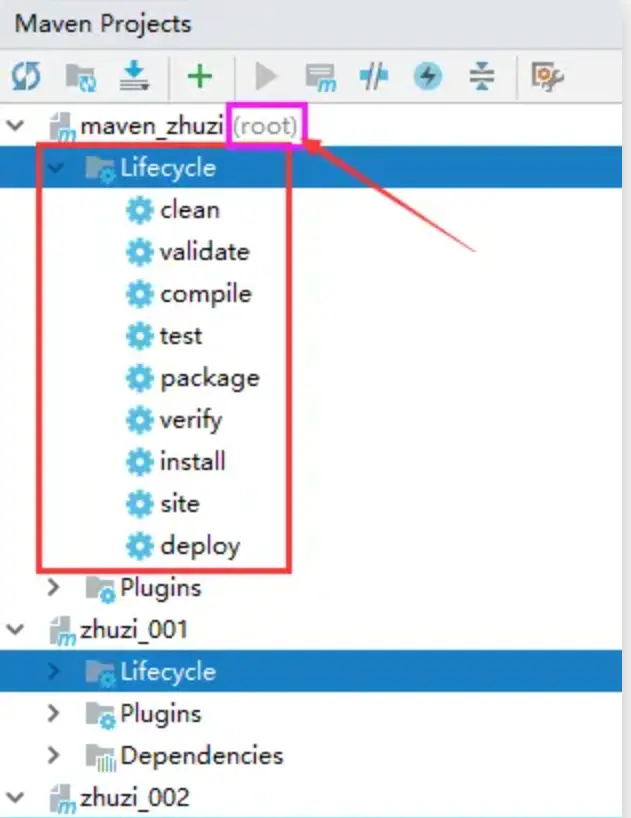 Maven Projects
maven_zhuzi (root)
Lifecycle
clean
validate
compile
test
package
verify
install
site
deploy
Plugins
zhuzi_001
Lifecycle
Plugins
Dependencies
zhuzi_002